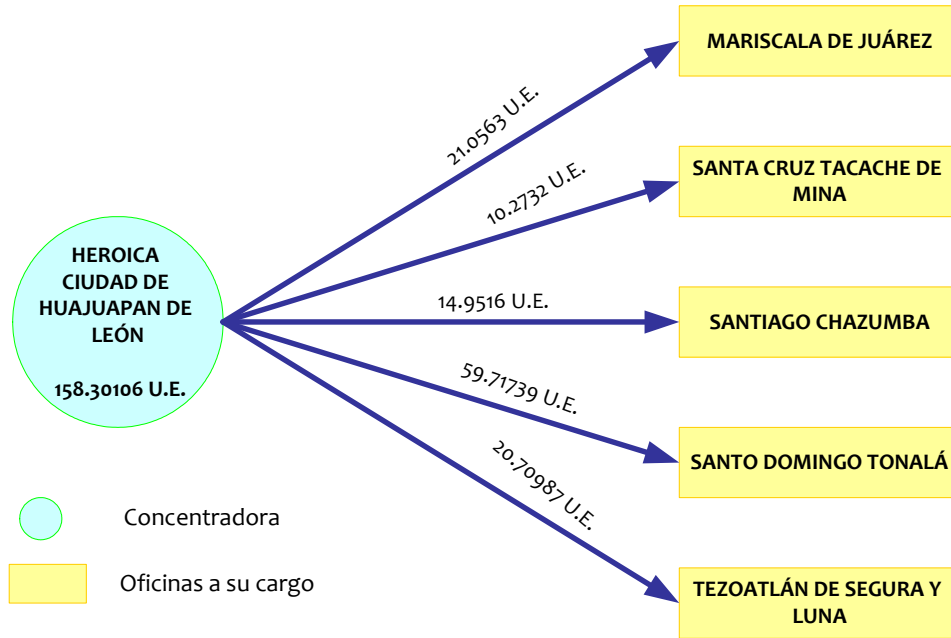 MARISCALA DE JUÁREZ
21.0563 U.E.
SANTA CRUZ TACACHE DE
MINA
10.2732 U.E.
HEROICA
CIUDAD DE
HUAJUAPAN DE
LEÓN
158.30106 U.E.
14.9516 U.E.
SANTIAGO CHAZUMBA
59.71739 U.E.
SANTO DOMINGO TONALÁ
20.70987 U.E.
TEZOATLÁN DE SEGURA Y
LUNA
Concentradora
Oficinas a su cargo